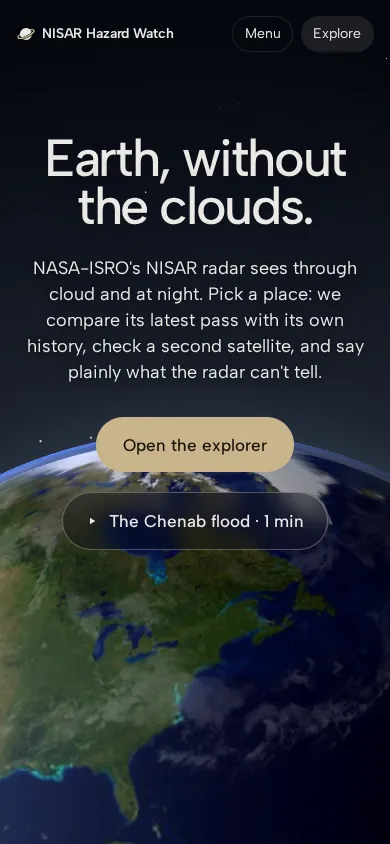 NISAR Hazard Watch
Menu
Explore
Earth, without
the clouds.
NASA-ISRO's NISAR radar sees through
cloud and at night. Pick a place: we
compare its latest pass with its own
history, check a second satellite, and say
plainly what the radar can't tell.
Open the explorer
The Chenab flood · 1 min